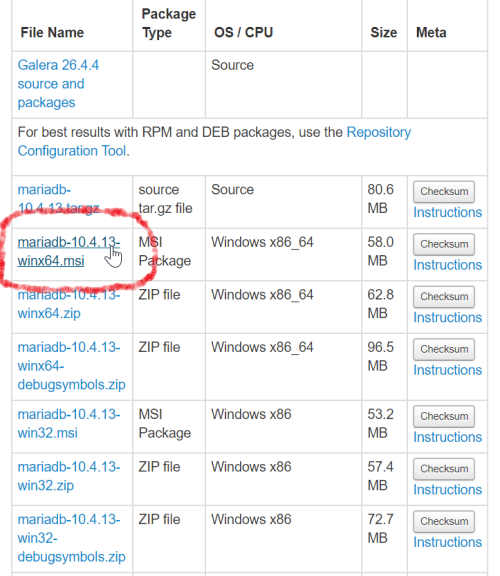 File Name Package Type OS / CPU Size Meta
Galera 26.4.4 source and packages Source
For best results with RPM and DEB packages, use the Repository
Configuration Tool.
mariadb-10.4.13.tar.gz source tar.gz file Source 80.6 MB Checksum Instructions
mariadb-10.4.13-winx64.msi MSI Package Windows x86_64 58.0 MB Checksum Instructions
mariadb-10.4.13-winx64.zip ZIP file Windows x86_64 62.8 MB Checksum Instructions
mariadb-10.4.13-winx64-debugsymbols.zip ZIP file Windows x86_64 96.5 MB Checksum Instructions
mariadb-10.4.13-win32.msi MSI Package Windows x86 53.2 MB Checksum Instructions
mariadb-10.4.13-win32.zip ZIP file Windows x86 57.4 MB Checksum Instructions
mariadb-10.4.13-win32-debugsymbols.zip ZIP file Windows x86 72.7 MB Checksum Instructions